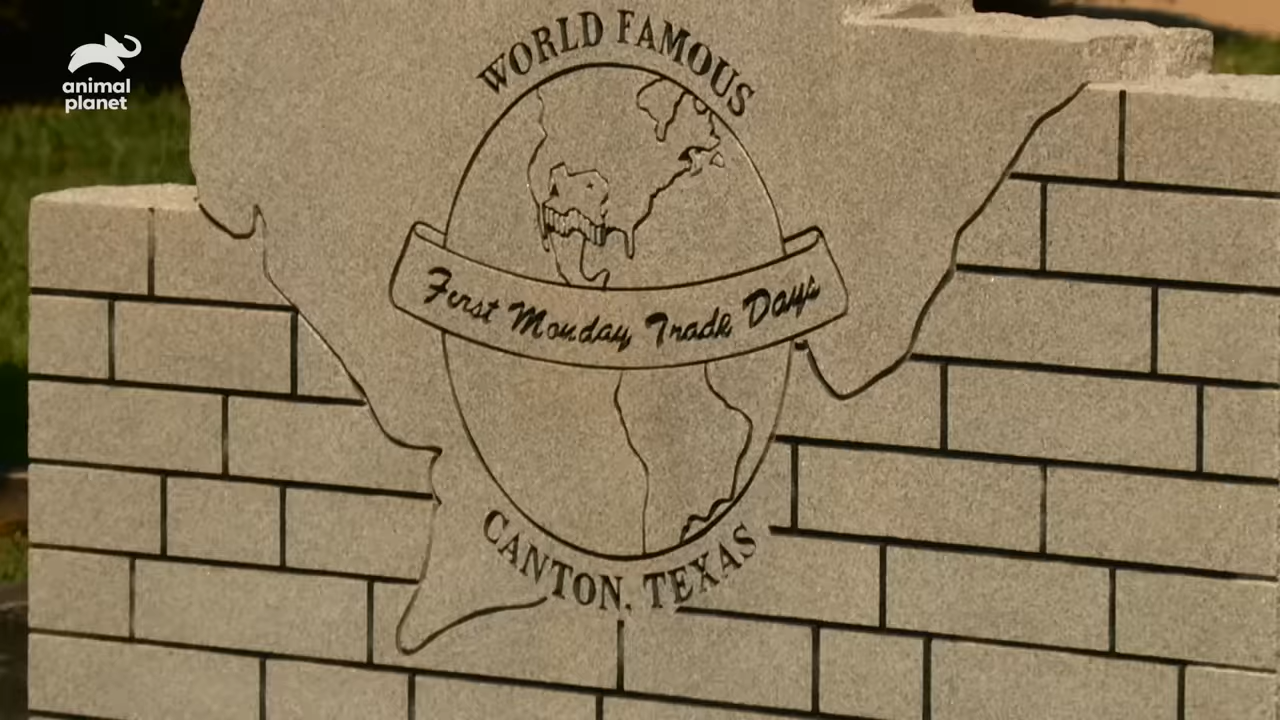 animal
planet
WORLD FAMOUS
First Monday Trade Days
CANTON, TEXAS